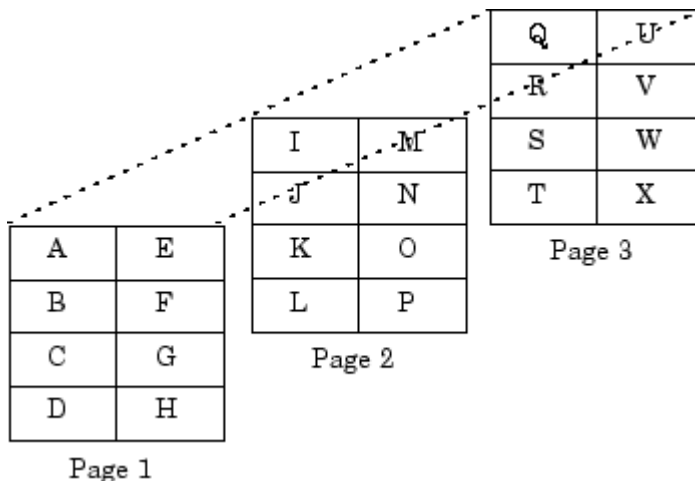 Q U
R V
S W
T X
Page 3
I M
J N
K O
L P
Page 2
A E
B F
C G
D H
Page 1